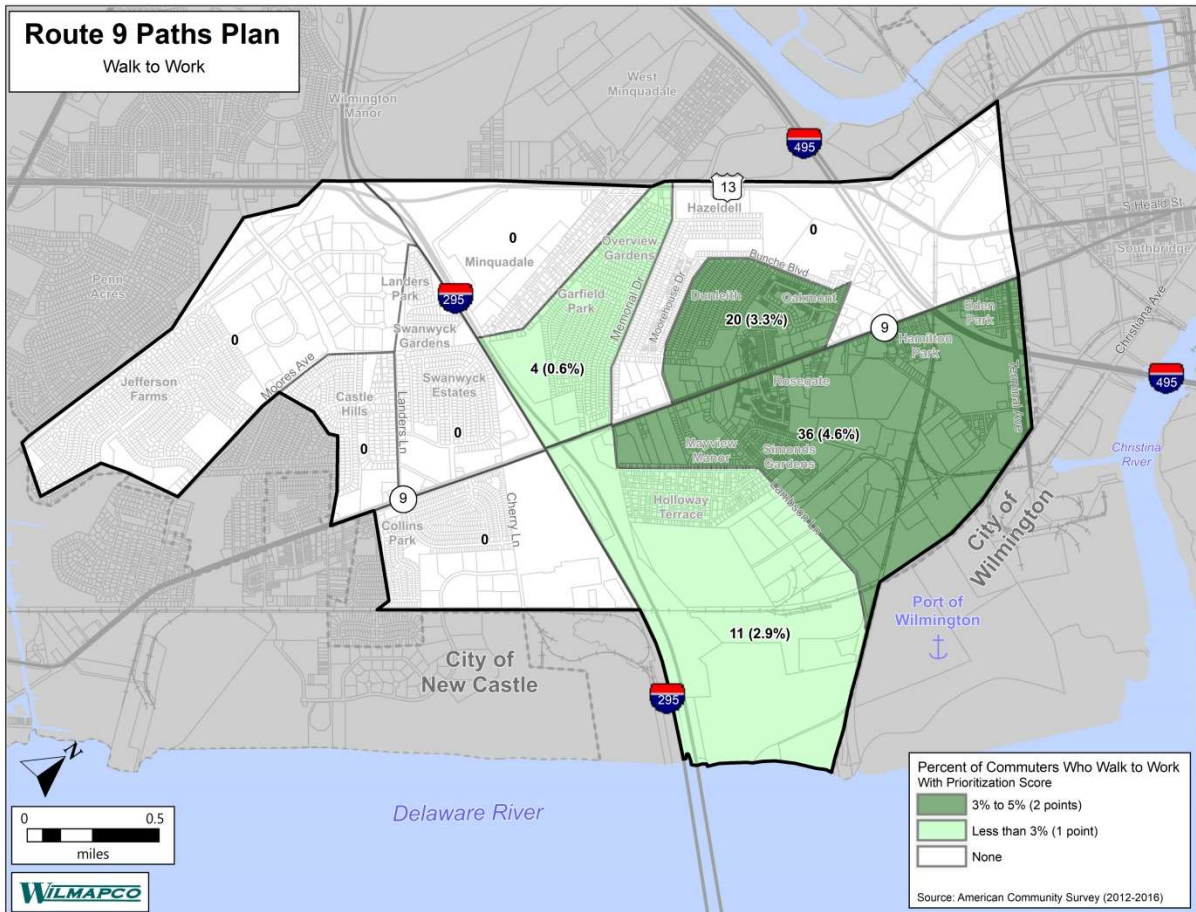 Route 9 Paths Plan
Walk to Work
West
Minquadale
Wilmington
Manor
495
13
Hazeldell
S Heald St
Southbridge
0
0
Overview
Gardens
Minquadale
Bunche Blvd
Penn
Acres
Landers
Park
295
Garfield
Park
Memorial Dr
Moorehouse Dr
Dunleith
Oakmont
Eden
Park
Christiana Ave
20 (3.3%)
9
Hamilton
Park
Swanwyck
Gardens
0
4 (0.6%)
Terminal Ave
495
Jefferson
Farms
Moores Ave
Castle
Hills
Landers Ln
Swanwyck
Estates
Rosegate
0
0
36 (4.6%)
Mayview
Manor
Simonds
Gardens
Christina
River
Holloway
Terrace
Lambson Ln
9
Collins
Park
Cherry Ln
0
City of
Wilmington
Port of
Wilmington
11 (2.9%)
City of
New Castle
295
N
0 0.5
miles
Delaware River
WILMAPCO
Percent of Commuters Who Walk to Work
With Prioritization Score
3% to 5% (2 points)
Less than 3% (1 point)
None
Source: American Community Survey (2012-2016)